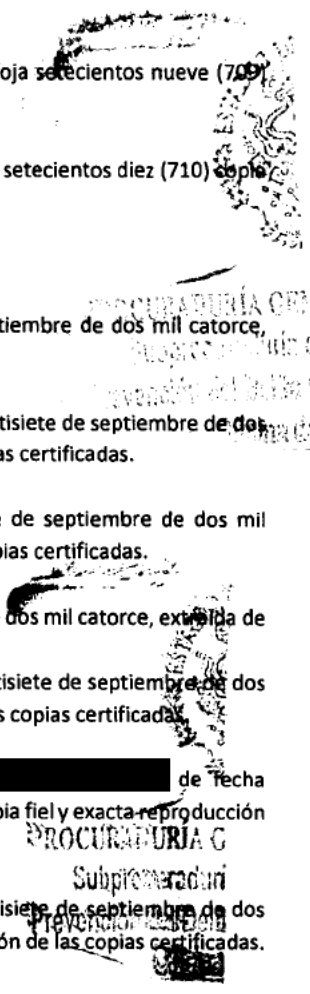 oja setecientos nueve (709)
setecientos diez (710) copia
PROCURADURÍA GEN
tiembre de dos mil catorce,
tisiete de septiembre de dos
as certificadas.
e de septiembre de dos mil
pias certificadas.
dos mil catorce, extraída de
tisiete de septiembre de dos
s copias certificadas.
de fecha
pia fiel y exacta reproducción
PROCURADURÍA G
Subprocuradurí
isiete de septiembre de dos
ón de las copias certificadas.